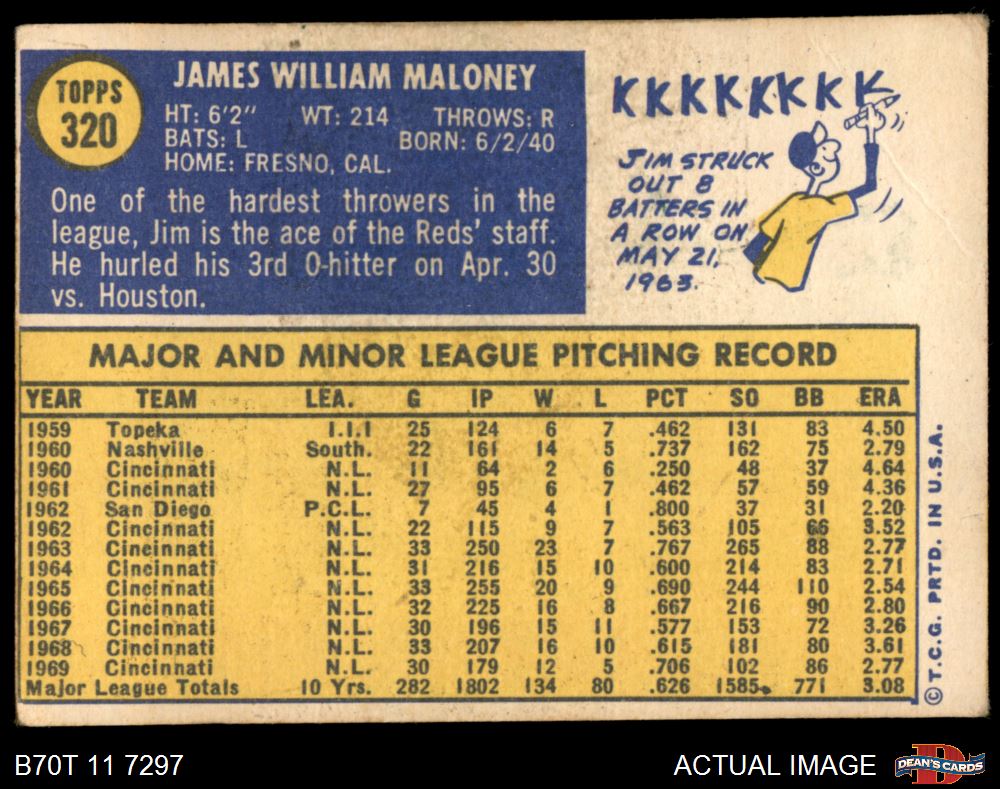 TOPPS
320
JAMES WILLIAM MALONEY
HT: 6'2" WT: 214 THROWS: R
BATS: L BORN: 6/2/40
HOME: FRESNO, CAL.
One of the hardest throwers in the
league, Jim is the ace of the Reds' staff.
He hurled his 3rd 0-hitter on Apr. 30
vs. Houston.
KKKKKKKK
JIM STRUCK
OUT 8
BATTERS IN
A ROW ON
MAY 21,
1963.
MAJOR AND MINOR LEAGUE PITCHING RECORD
YEAR TEAM LEA. G IP W L PCT SO BB ERA
1959 Topeka I.I.I 25 124 6 7 .462 131 83 4.50
1960 Nashville South. 22 161 14 5 .737 162 75 2.79
1960 Cincinnati N.L. 11 64 2 6 .250 48 37 4.64
1961 Cincinnati N.L. 27 95 6 7 .462 57 59 4.36
1962 San Diego P.C.L. 7 45 4 1 .800 37 31 2.20
1962 Cincinnati N.L. 22 115 9 7 .563 105 66 3.52
1963 Cincinnati N.L. 33 250 23 7 .767 265 88 2.77
1964 Cincinnati N.L. 31 216 15 10 .600 214 83 2.71
1965 Cincinnati N.L. 33 255 20 9 .690 244 110 2.54
1966 Cincinnati N.L. 32 225 16 8 .667 216 90 2.80
1967 Cincinnati N.L. 30 196 15 11 .577 153 72 3.26
1968 Cincinnati N.L. 33 207 16 10 .615 181 80 3.61
1969 Cincinnati N.L. 30 179 12 5 .706 102 86 2.77
Major League Totals 10 Yrs. 282 1802 134 80 .626 1585 771 3.08
© T.C.G. PRTD. IN U.S.A.
B70T 11 7297
ACTUAL IMAGE
D
DEAN'S CARDS